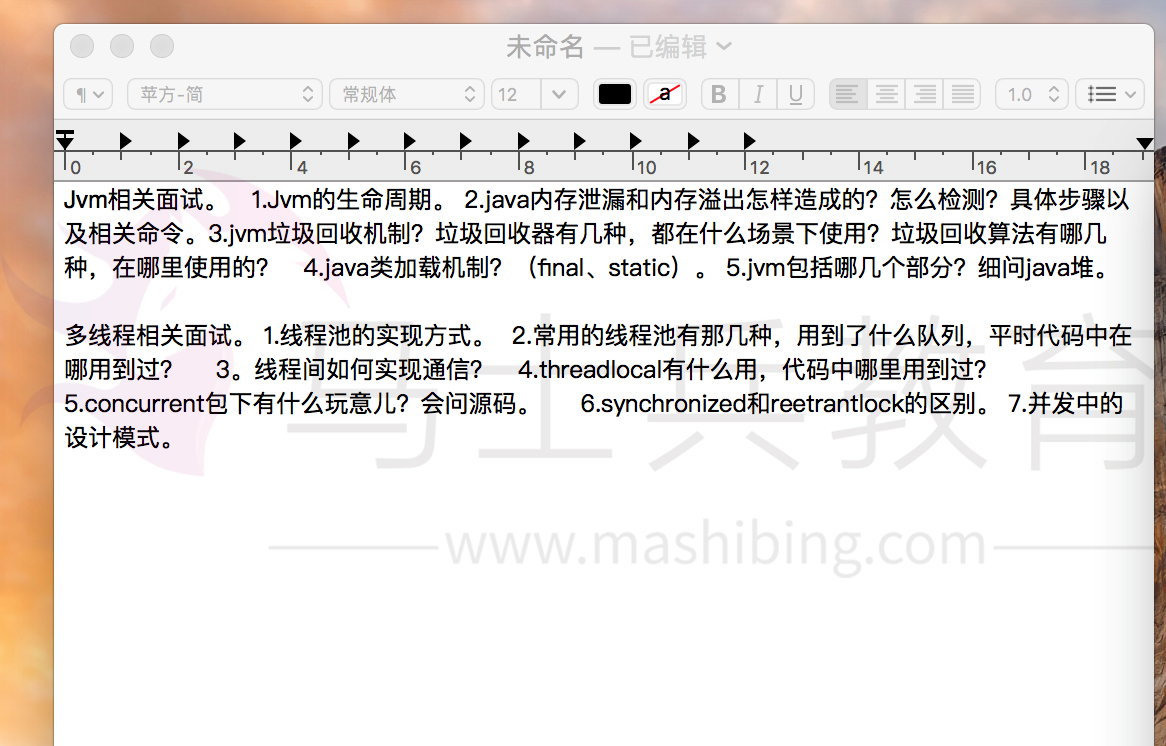 未命名 — 已编辑
¶ 苹方-简 常规体 12 a B I U 1.0
0 2 4 6 8 10 12 14 16 18
Jvm相关面试。 1.Jvm的生命周期。 2.java内存泄漏和内存溢出怎样造成的？怎么检测？具体步骤以
及相关命令。3.jvm垃圾回收机制？垃圾回收器有几种，都在什么场景下使用？垃圾回收算法有哪几
种，在哪里使用的？ 4.java类加载机制？（final、static）。 5.jvm包括哪几个部分？细问java堆。
多线程相关面试。 1.线程池的实现方式。 2.常用的线程池有那几种，用到了什么队列，平时代码中在
哪用到过？ 3。线程间如何实现通信？ 4.threadlocal有什么用，代码中哪里用到过？
5.concurrent包下有什么玩意儿？会问源码。 6.synchronized和reetrantlock的区别。 7.并发中的
设计模式。
马士兵教育
www.mashibing.com